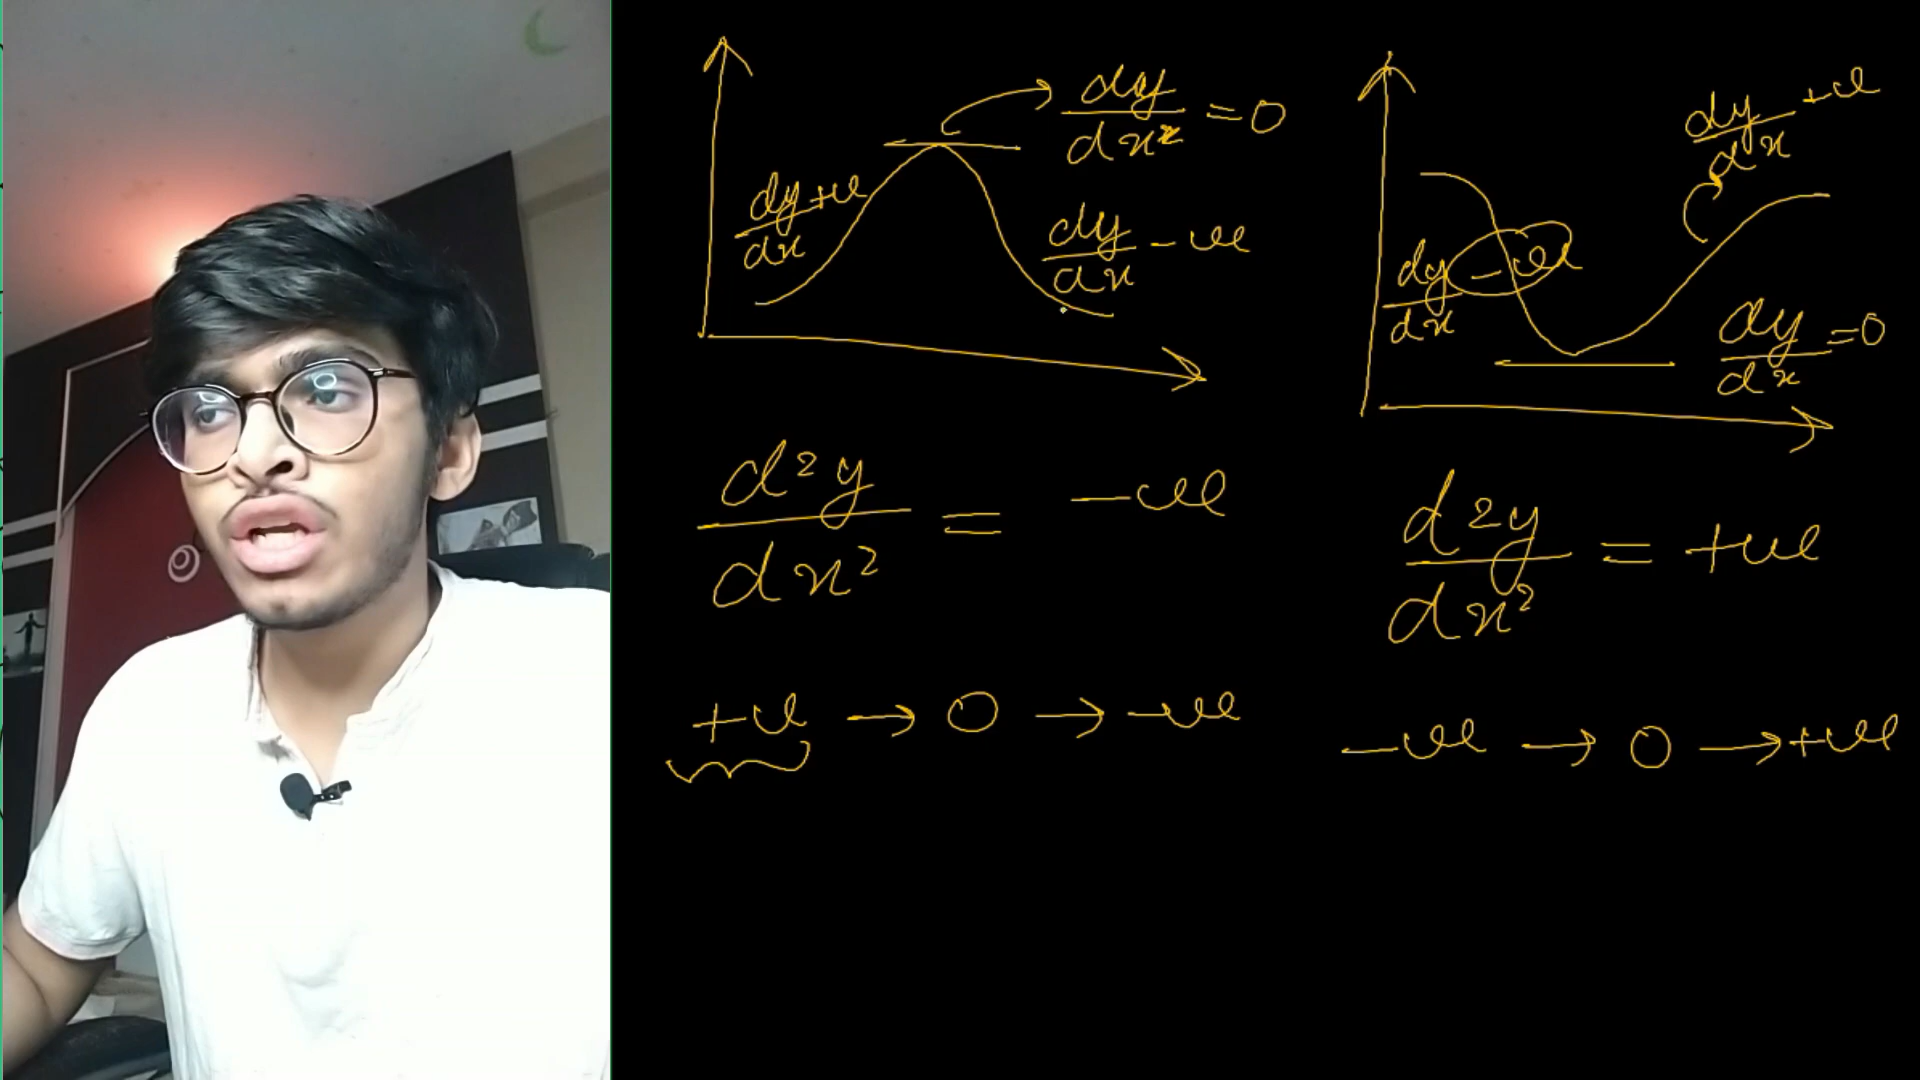 dy/dx² = 0
dy/dx +ve
dy/dx -ve
d²y/dx² = -ve
+ve → 0 → -ve
dy/dx +ve
dy/dx -ve
dy/dx = 0
d²y/dx² = +ve
-ve → 0 → +ve